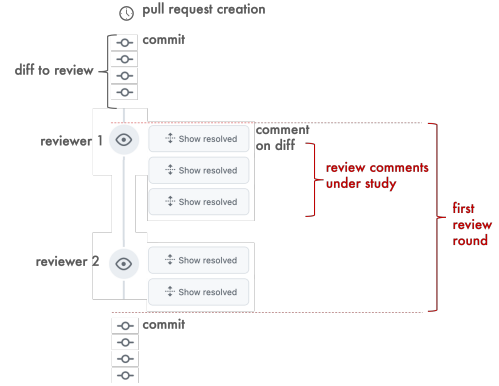 pull request creation
commit
diff to review
reviewer 1
Show resolved
comment
on diff
Show resolved
review comments
under study
Show resolved
first
review
round
reviewer 2
Show resolved
Show resolved
commit